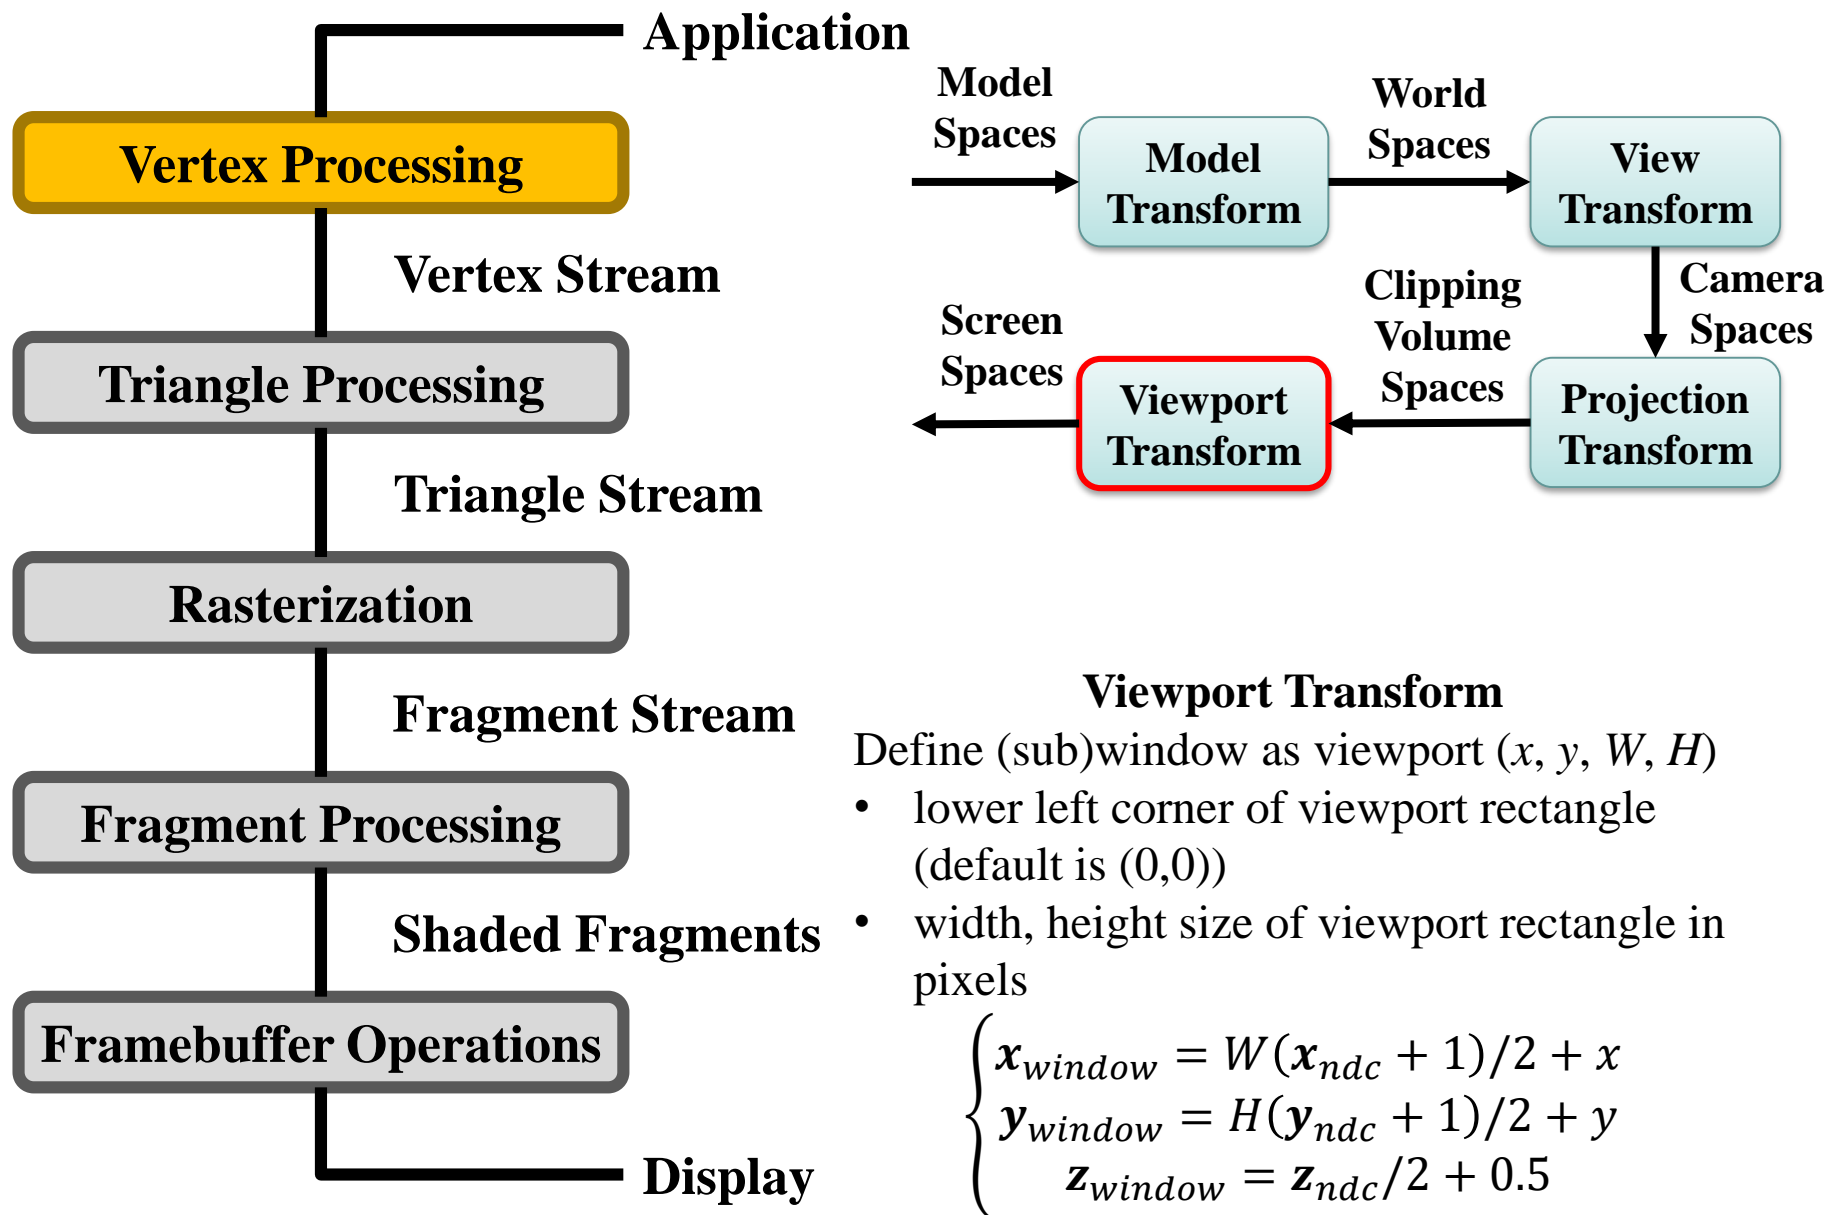 Application
Vertex Processing
Vertex Stream
Triangle Processing
Triangle Stream
Rasterization
Fragment Stream
Fragment Processing
Shaded Fragments
Framebuffer Operations
Display
Model
Spaces
Model
Transform
World
Spaces
View
Transform
Camera
Spaces
Projection
Transform
Clipping
Volume
Spaces
Viewport
Transform
Screen
Spaces
Viewport Transform
Define (sub)window as viewport (x, y, W, H)
• lower left corner of viewport rectangle
(default is (0,0))
• width, height size of viewport rectangle in
pixels
x_window = W(x_ndc + 1)/2 + x
y_window = H(y_ndc + 1)/2 + y
z_window = z_ndc/2 + 0.5